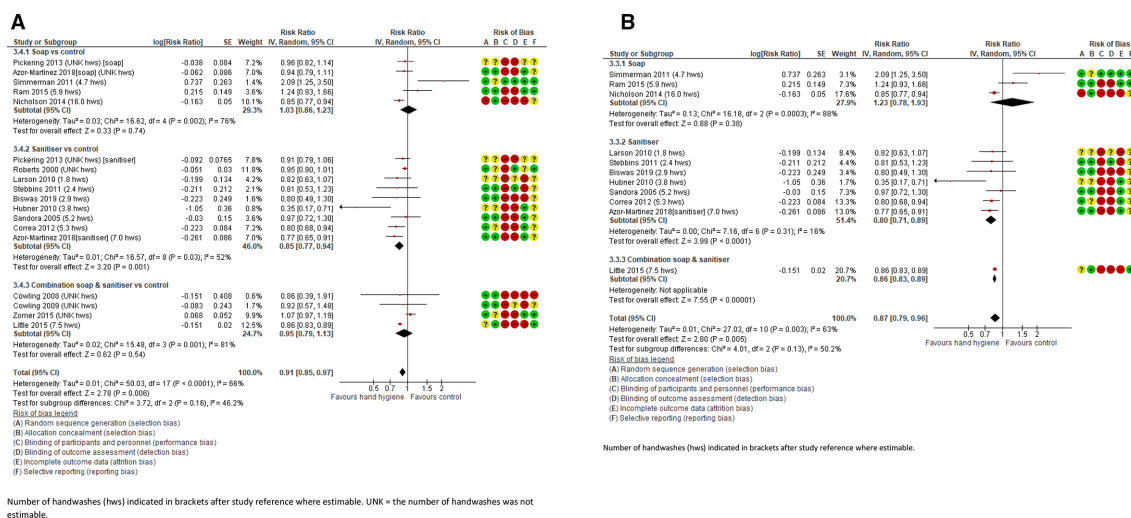 A
Risk Ratio Risk Ratio Risk of Bias
Study or Subgroup log[Risk Ratio] SE Weight IV, Random, 95% CI IV, Random, 95% CI A B C D E F
3.4.1 Soap vs control
Pickering 2013 (UNK hws) [soap] -0.038 0.084 7.2% 0.96 [0.82, 1.14]
Azor-Martinez 2018[soap] (UNK hws) -0.062 0.086 7.0% 0.94 [0.79, 1.11]
Simmerman 2011 (4.7 hws) 0.737 0.263 1.4% 2.09 [1.25, 3.50]
Ram 2015 (5.9 hws) 0.215 0.149 3.6% 1.24 [0.93, 1.66]
Nicholson 2014 (16.0 hws) -0.163 0.05 10.1% 0.85 [0.77, 0.94]
Subtotal (95% CI) 29.3% 1.03 [0.86, 1.23]
Heterogeneity: Tau² = 0.03; Chi² = 16.62, df = 4 (P = 0.002); I² = 76%
Test for overall effect: Z = 0.33 (P = 0.74)
3.4.2 Sanitiser vs control
Pickering 2013 (UNK hws) [sanitiser] -0.092 0.0765 7.8% 0.91 [0.79, 1.06]
Roberts 2000 (UNK hws) -0.051 0.03 11.8% 0.95 [0.90, 1.01]
Larson 2010 (1.8 hws) -0.199 0.134 4.2% 0.82 [0.63, 1.07]
Stebbins 2011 (2.4 hws) -0.211 0.212 2.0% 0.81 [0.53, 1.23]
Biswas 2019 (2.9 hws) -0.223 0.249 1.5% 0.80 [0.49, 1.30]
Hubner 2010 (3.8 hws) -1.05 0.36 0.8% 0.35 [0.17, 0.71]
Sandora 2005 (5.2 hws) -0.03 0.15 3.6% 0.97 [0.72, 1.30]
Correa 2012 (5.3 hws) -0.223 0.084 7.2% 0.80 [0.68, 0.94]
Azor-Martinez 2018[sanitiser] (7.0 hws) -0.261 0.086 7.0% 0.77 [0.65, 0.91]
Subtotal (95% CI) 46.0% 0.85 [0.77, 0.94]
Heterogeneity: Tau² = 0.01; Chi² = 16.57, df = 8 (P = 0.03); I² = 52%
Test for overall effect: Z = 3.20 (P = 0.001)
3.4.3 Combination soap & sanitiser vs control
Cowling 2008 (UNK hws) -0.151 0.408 0.6% 0.86 [0.39, 1.91]
Cowling 2009 (UNK hws) -0.083 0.243 1.7% 0.92 [0.57, 1.48]
Zomer 2015 (UNK hws) 0.068 0.052 9.9% 1.07 [0.97, 1.19]
Little 2015 (7.5 hws) -0.151 0.02 12.5% 0.86 [0.83, 0.89]
Subtotal (95% CI) 24.7% 0.95 [0.79, 1.13]
Heterogeneity: Tau² = 0.02; Chi² = 15.48, df = 3 (P = 0.001); I² = 81%
Test for overall effect: Z = 0.62 (P = 0.54)
Total (95% CI) 100.0% 0.91 [0.85, 0.97]
Heterogeneity: Tau² = 0.01; Chi² = 50.03, df = 17 (P < 0.0001); I² = 66%
Test for overall effect: Z = 2.78 (P = 0.006)
Test for subgroup differences: Chi² = 3.72, df = 2 (P = 0.16), I² = 46.2%
0.2 0.5 1 2
Favours hand hygiene Favours control
Risk of bias legend
(A) Random sequence generation (selection bias)
(B) Allocation concealment (selection bias)
(C) Blinding of participants and personnel (performance bias)
(D) Blinding of outcome assessment (detection bias)
(E) Incomplete outcome data (attrition bias)
(F) Selective reporting (reporting bias)
Number of handwashes (hws) indicated in brackets after study reference where estimable. UNK = the number of handwashes was not
estimable.
B
Risk Ratio Risk Ratio Risk of Bias
Study or Subgroup log[Risk Ratio] SE Weight IV, Random, 95% CI IV, Random, 95% CI A B C D E F
3.3.1 Soap
Simmerman 2011 (4.7 hws) 0.737 0.263 3.1% 2.09 [1.25, 3.50]
Ram 2015 (5.9 hws) 0.215 0.149 7.2% 1.24 [0.93, 1.66]
Nicholson 2014 (16.0 hws) -0.163 0.05 17.6% 0.85 [0.77, 0.94]
Subtotal (95% CI) 27.9% 1.23 [0.78, 1.93]
Heterogeneity: Tau² = 0.13; Chi² = 16.18, df = 2 (P = 0.0003); I² = 88%
Test for overall effect: Z = 0.88 (P = 0.38)
3.3.2 Sanitiser
Larson 2010 (1.8 hws) -0.199 0.134 8.4% 0.82 [0.63, 1.07]
Stebbins 2011 (2.4 hws) -0.211 0.212 4.4% 0.81 [0.53, 1.23]
Biswas 2019 (2.9 hws) -0.223 0.249 3.4% 0.80 [0.49, 1.30]
Hubner 2010 (3.8 hws) -1.05 0.36 1.8% 0.35 [0.17, 0.71]
Sandora 2005 (5.2 hws) -0.03 0.15 7.2% 0.97 [0.72, 1.30]
Correa 2012 (5.3 hws) -0.223 0.084 13.2% 0.80 [0.68, 0.94]
Azor-Martinez 2018[sanitiser] (7.0 hws) -0.261 0.086 13.0% 0.77 [0.65, 0.91]
Subtotal (95% CI) 51.4% 0.80 [0.71, 0.89]
Heterogeneity: Tau² = 0.00; Chi² = 7.16, df = 6 (P = 0.31); I² = 16%
Test for overall effect: Z = 3.99 (P < 0.0001)
3.3.3 Combination soap & sanitiser
Little 2015 (7.5 hws) -0.151 0.02 20.7% 0.86 [0.83, 0.89]
Subtotal (95% CI) 20.7% 0.86 [0.83, 0.89]
Heterogeneity: Not applicable
Test for overall effect: Z = 7.55 (P < 0.00001)
Total (95% CI) 100.0% 0.87 [0.79, 0.96]
Heterogeneity: Tau² = 0.01; Chi² = 27.03, df = 10 (P = 0.003); I² = 63%
Test for overall effect: Z = 2.80 (P = 0.005)
Test for subgroup differences: Chi² = 4.01, df = 2 (P = 0.13), I² = 50.2%
0.2 0.5 1 2
Favours hand hygiene Favours control
Risk of bias legend
(A) Random sequence generation (selection bias)
(B) Allocation concealment (selection bias)
(C) Blinding of participants and personnel (performance bias)
(D) Blinding of outcome assessment (detection bias)
(E) Incomplete outcome data (attrition bias)
(F) Selective reporting (reporting bias)
Number of handwashes (hws) indicated in brackets after study reference where estimable.